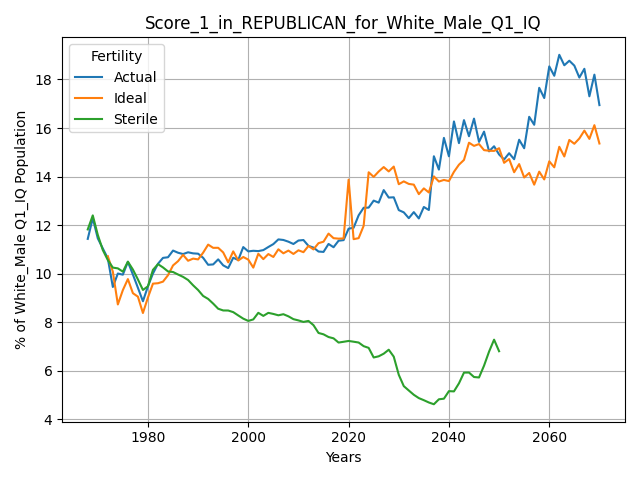 Score_1_in_REPUBLICAN_for_White_Male_Q1_IQ
Fertility
Actual
Ideal
Sterile
% of White_Male Q1_IQ Population
18
16
14
12
10
8
6
4
1980
2000
2020
2040
2060
Years